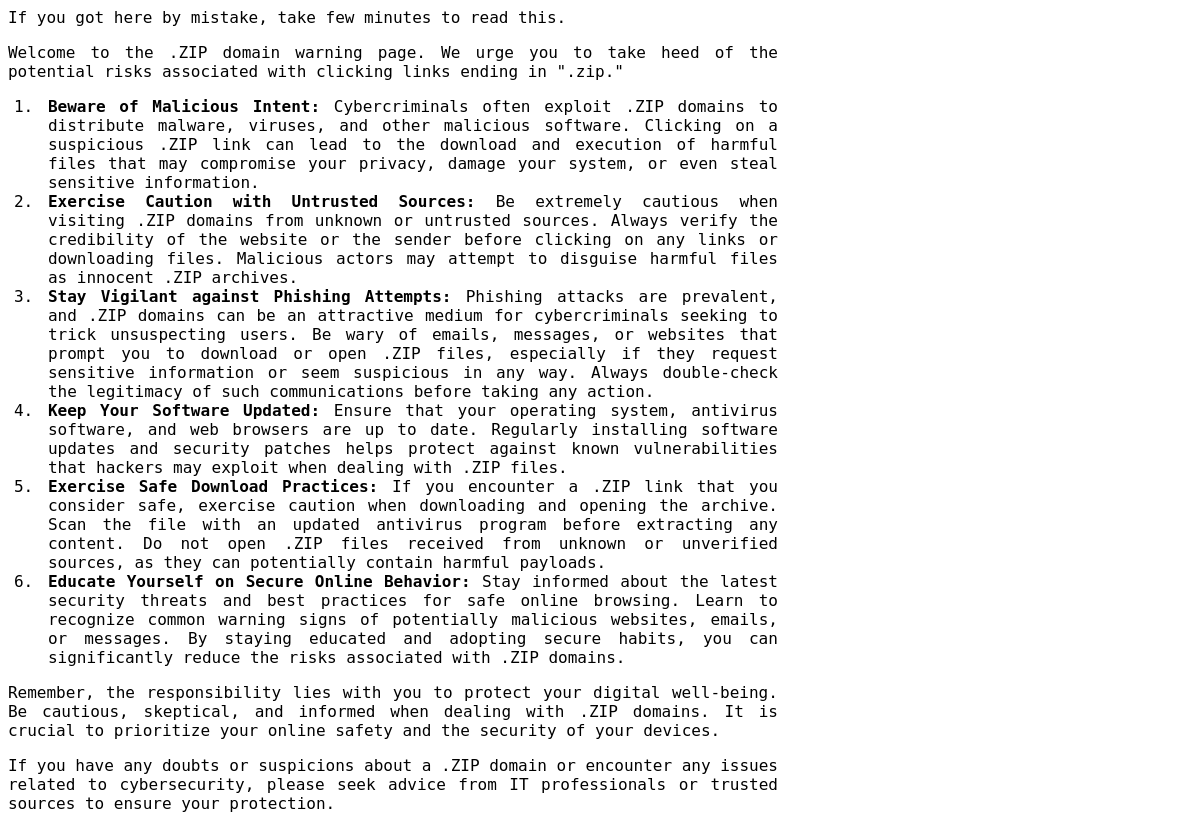 If you got here by mistake, take few minutes to read this.
Welcome to the .ZIP domain warning page. We urge you to take heed of the
potential risks associated with clicking links ending in ".zip."
1. Beware of Malicious Intent: Cybercriminals often exploit .ZIP domains to
distribute malware, viruses, and other malicious software. Clicking on a
suspicious .ZIP link can lead to the download and execution of harmful
files that may compromise your privacy, damage your system, or even steal
sensitive information.
2. Exercise Caution with Untrusted Sources: Be extremely cautious when
visiting .ZIP domains from unknown or untrusted sources. Always verify the
credibility of the website or the sender before clicking on any links or
downloading files. Malicious actors may attempt to disguise harmful files
as innocent .ZIP archives.
3. Stay Vigilant against Phishing Attempts: Phishing attacks are prevalent,
and .ZIP domains can be an attractive medium for cybercriminals seeking to
trick unsuspecting users. Be wary of emails, messages, or websites that
prompt you to download or open .ZIP files, especially if they request
sensitive information or seem suspicious in any way. Always double-check
the legitimacy of such communications before taking any action.
4. Keep Your Software Updated: Ensure that your operating system, antivirus
software, and web browsers are up to date. Regularly installing software
updates and security patches helps protect against known vulnerabilities
that hackers may exploit when dealing with .ZIP files.
5. Exercise Safe Download Practices: If you encounter a .ZIP link that you
consider safe, exercise caution when downloading and opening the archive.
Scan the file with an updated antivirus program before extracting any
content. Do not open .ZIP files received from unknown or unverified
sources, as they can potentially contain harmful payloads.
6. Educate Yourself on Secure Online Behavior: Stay informed about the latest
security threats and best practices for safe online browsing. Learn to
recognize common warning signs of potentially malicious websites, emails,
or messages. By staying educated and adopting secure habits, you can
significantly reduce the risks associated with .ZIP domains.
Remember, the responsibility lies with you to protect your digital well-being.
Be cautious, skeptical, and informed when dealing with .ZIP domains. It is
crucial to prioritize your online safety and the security of your devices.
If you have any doubts or suspicions about a .ZIP domain or encounter any issues
related to cybersecurity, please seek advice from IT professionals or trusted
sources to ensure your protection.